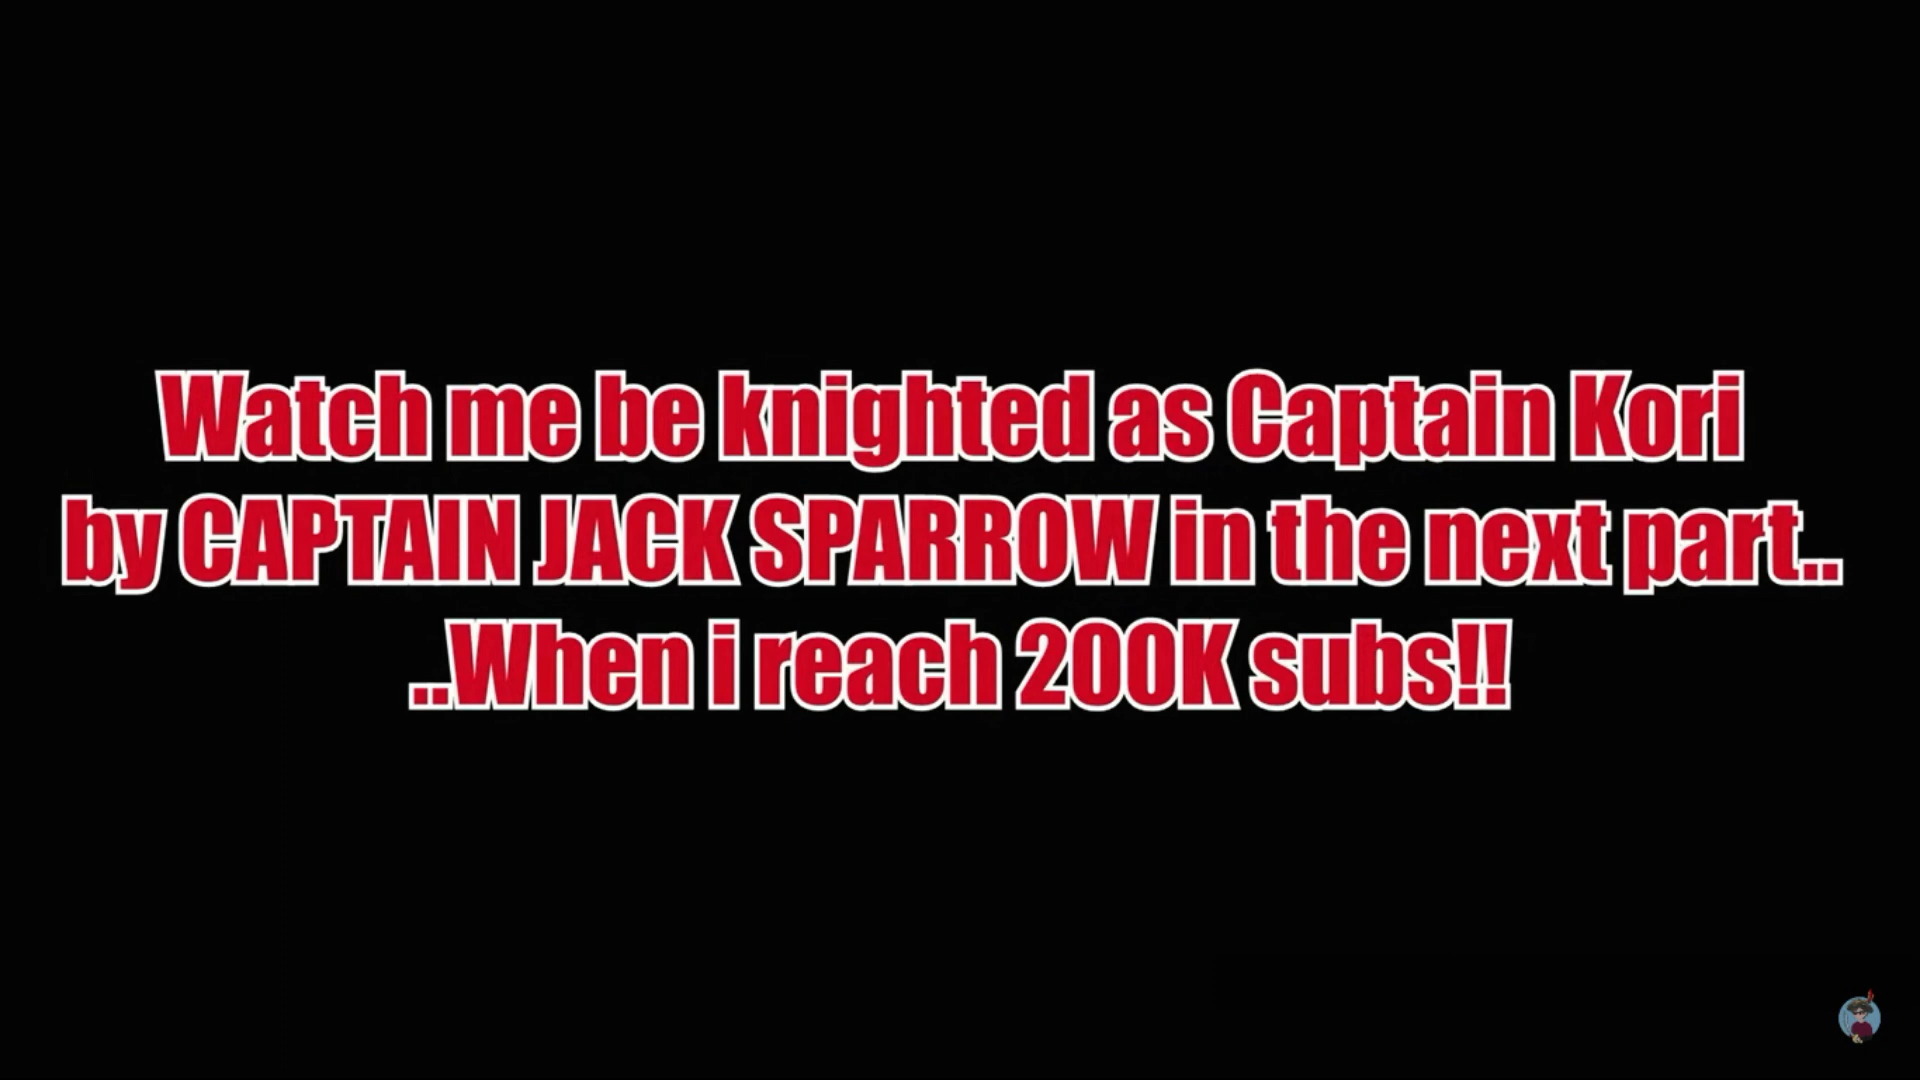 Watch me be knighted as Captain Kori
by CAPTAIN JACK SPARROW in the next part..
..When i reach 200K subs!!